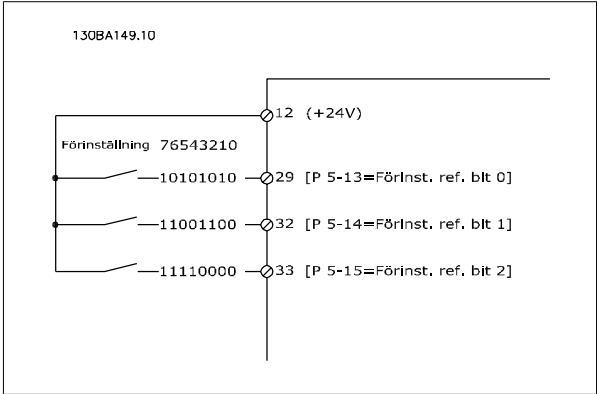 130BA149.10
12 (+24V)
Förinställning 76543210
10101010 29 [P 5-13=Förinst. ref. bit 0]
11001100 32 [P 5-14=Förinst. ref. bit 1]
11110000 33 [P 5-15=Förinst. ref. bit 2]